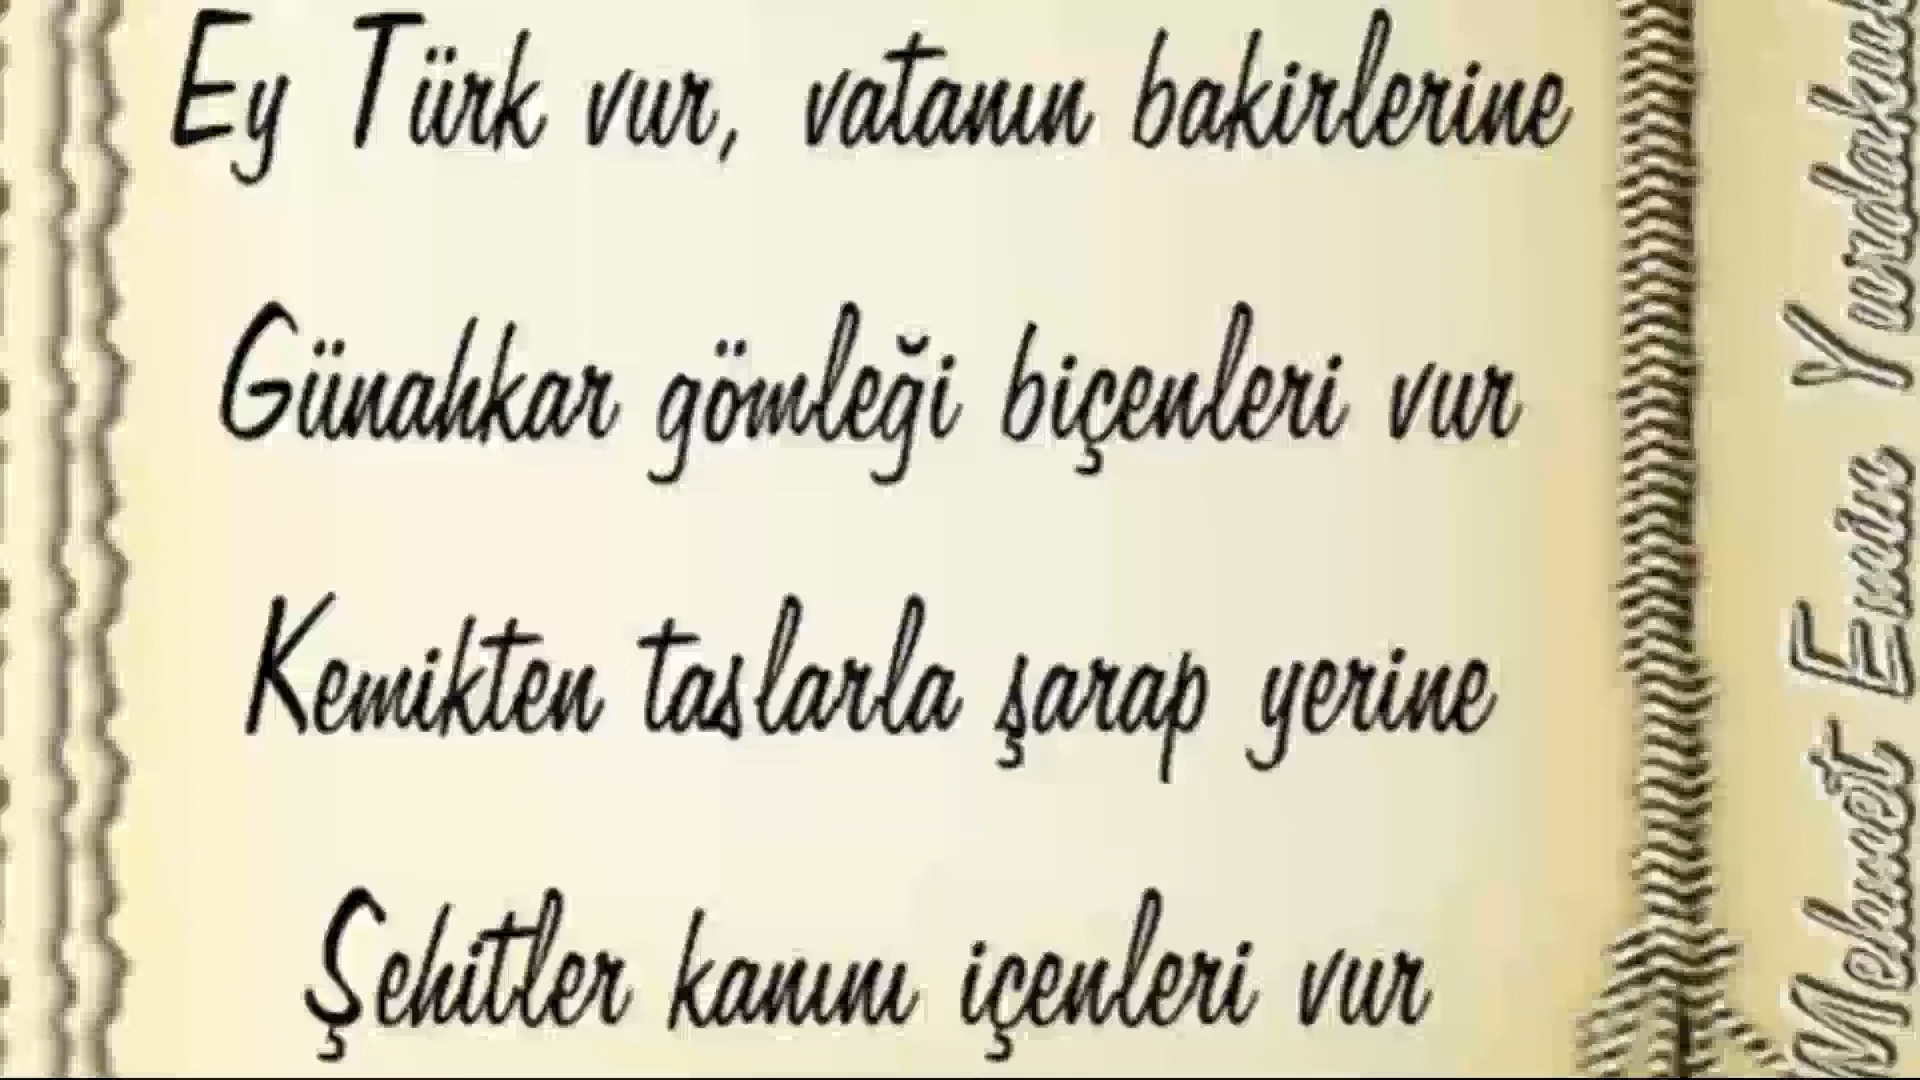 Ey Türk vur, vatanın bakirlerine
Günahkar gömleği biçenleri vur
Kemikten taslarla şarap yerine
Şehitler kanını içenleri vur
Mehmet Emin Yurdakul